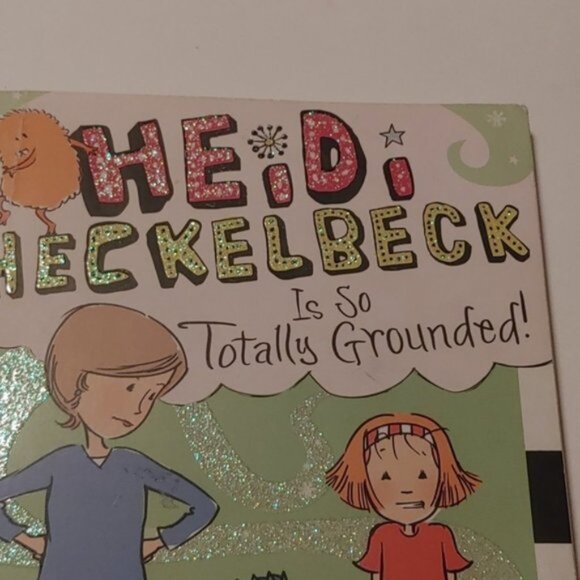 HEiDi
HECKELBECK
Is So
Totally Grounded!